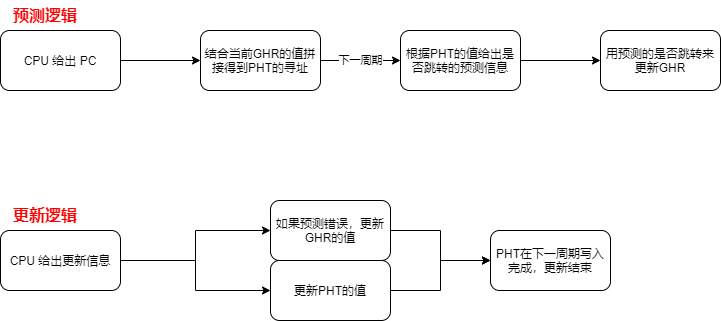 预测逻辑
CPU 给出 PC
结合当前GHR的值拼
接得到PHT的寻址
下一周期
根据PHT的值给出是
否跳转的预测信息
用预测的是否跳转来
更新GHR
更新逻辑
CPU 给出更新信息
如果预测错误，更新
GHR的值
更新PHT的值
PHT在下一周期写入
完成，更新结束